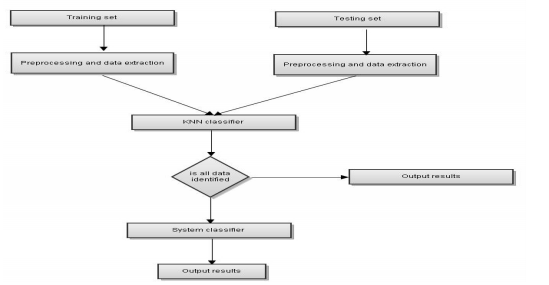 Training set
Testing set
Preprocessing and data extraction
Preprocessing and data extraction
KNN classifier
is all data
identified
Output results
System classifier
Output results